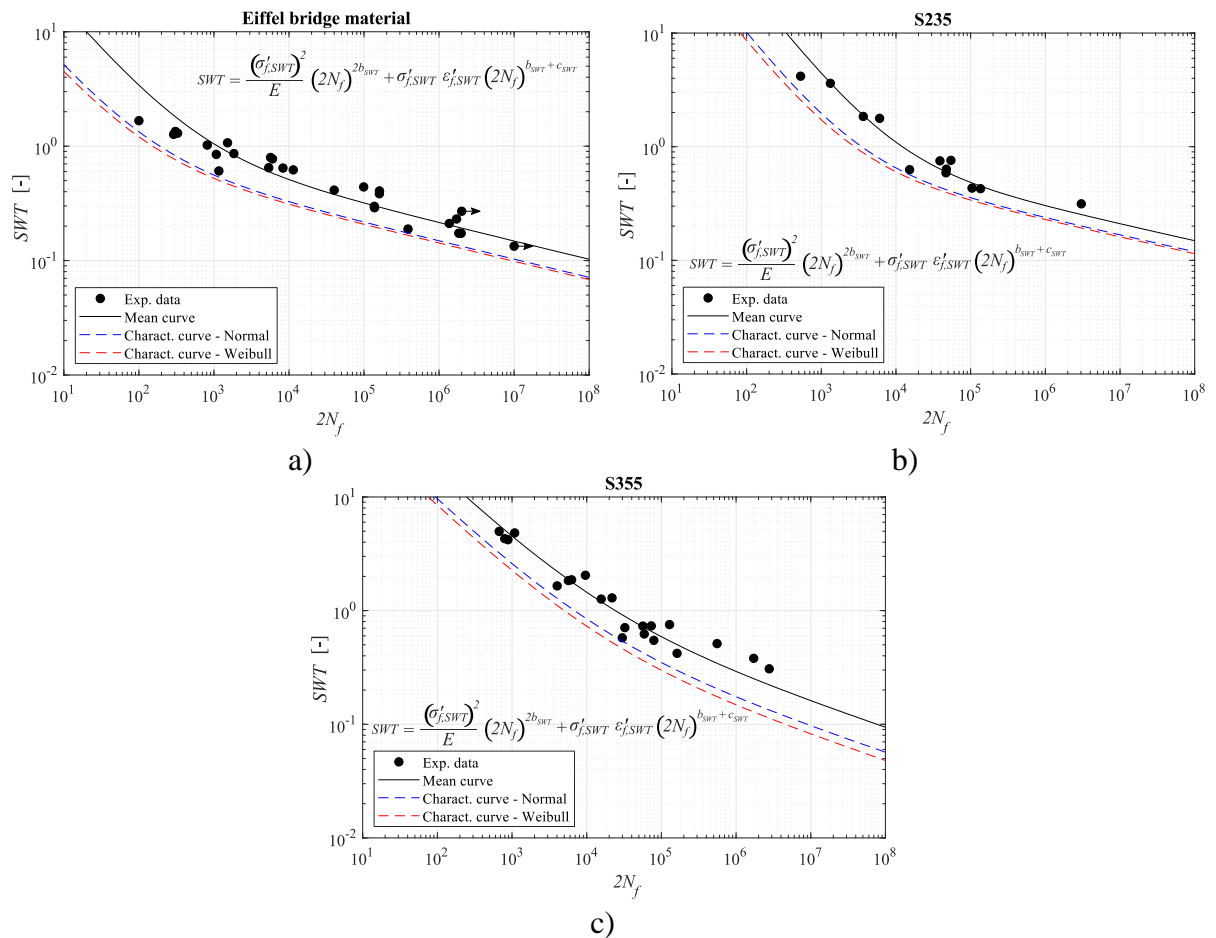 Eiffel bridge material
SWT = (σ′f,SWT)² / E (2Nf)^2bSWT + σ′f,SWT ε′f,SWT (2Nf)^bSWT + cSWT
10^1
10^0
10^-1
10^-2
SWT [-]
Exp. data
Mean curve
Charact. curve - Normal
Charact. curve - Weibull
10^1 10^2 10^3 10^4 10^5 10^6 10^7 10^8
2Nf
a)
S235
10^1
10^0
10^-1
10^-2
SWT [-]
SWT = (σ′f,SWT)² / E (2Nf)^2bSWT + σ′f,SWT ε′f,SWT (2Nf)^bSWT + cSWT
Exp. data
Mean curve
Charact. curve - Normal
Charact. curve - Weibull
10^1 10^2 10^3 10^4 10^5 10^6 10^7 10^8
2Nf
b)
S355
10^1
10^0
10^-1
10^-2
SWT [-]
SWT = (σ′f,SWT)² / E (2Nf)^2bSWT + σ′f,SWT ε′f,SWT (2Nf)^bSWT + cSWT
Exp. data
Mean curve
Charact. curve - Normal
Charact. curve - Weibull
10^1 10^2 10^3 10^4 10^5 10^6 10^7 10^8
2Nf
c)